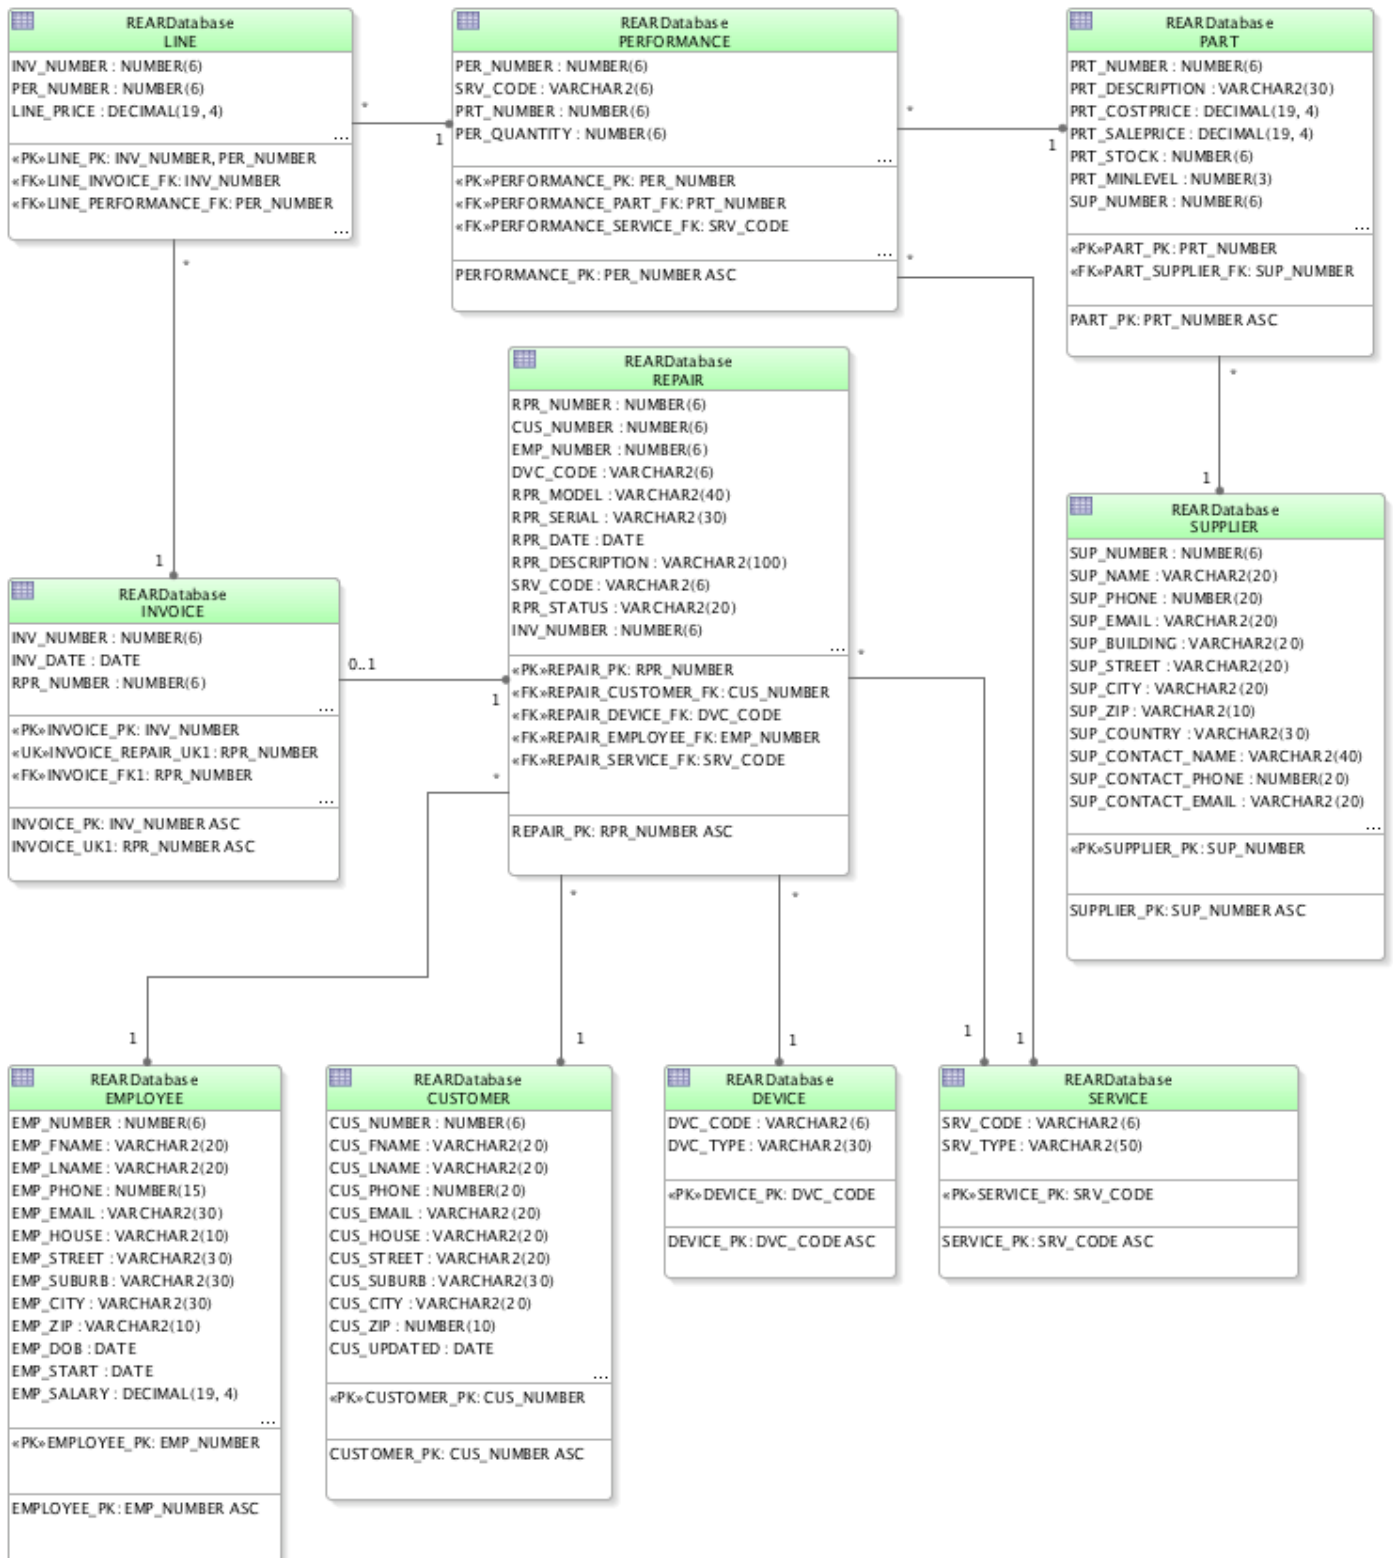 REARDatabase
LINE
INV_NUMBER : NUMBER(6)
PER_NUMBER : NUMBER(6)
LINE_PRICE : DECIMAL(19, 4)
...
«PK»LINE_PK: INV_NUMBER, PER_NUMBER
«FK»LINE_INVOICE_FK: INV_NUMBER
«FK»LINE_PERFORMANCE_FK: PER_NUMBER
...
*
1
REARDatabase
PERFORMANCE
PER_NUMBER : NUMBER(6)
SRV_CODE : VARCHAR2(6)
PRT_NUMBER : NUMBER(6)
PER_QUANTITY : NUMBER(6)
...
«PK»PERFORMANCE_PK: PER_NUMBER
«FK»PERFORMANCE_PART_FK: PRT_NUMBER
«FK»PERFORMANCE_SERVICE_FK: SRV_CODE
...
PERFORMANCE_PK: PER_NUMBER ASC
*
1
*
REARDatabase
PART
PRT_NUMBER : NUMBER(6)
PRT_DESCRIPTION : VARCHAR2(30)
PRT_COSTPRICE : DECIMAL(19, 4)
PRT_SALEPRICE : DECIMAL(19, 4)
PRT_STOCK : NUMBER(6)
PRT_MINLEVEL : NUMBER(3)
SUP_NUMBER : NUMBER(6)
...
«PK»PART_PK: PRT_NUMBER
«FK»PART_SUPPLIER_FK: SUP_NUMBER
PART_PK: PRT_NUMBER ASC
*
1
*
1
REARDatabase
REPAIR
RPR_NUMBER : NUMBER(6)
CUS_NUMBER : NUMBER(6)
EMP_NUMBER : NUMBER(6)
DVC_CODE : VARCHAR2(6)
RPR_MODEL : VARCHAR2(40)
RPR_SERIAL : VARCHAR2(30)
RPR_DATE : DATE
RPR_DESCRIPTION : VARCHAR2(100)
SRV_CODE : VARCHAR2(6)
RPR_STATUS : VARCHAR2(20)
INV_NUMBER : NUMBER(6)
...
«PK»REPAIR_PK: RPR_NUMBER
«FK»REPAIR_CUSTOMER_FK: CUS_NUMBER
«FK»REPAIR_DEVICE_FK: DVC_CODE
«FK»REPAIR_EMPLOYEE_FK: EMP_NUMBER
«FK»REPAIR_SERVICE_FK: SRV_CODE
REPAIR_PK: RPR_NUMBER ASC
*
REARDatabase
SUPPLIER
SUP_NUMBER : NUMBER(6)
SUP_NAME : VARCHAR2(20)
SUP_PHONE : NUMBER(20)
SUP_EMAIL : VARCHAR2(20)
SUP_BUILDING : VARCHAR2(20)
SUP_STREET : VARCHAR2(20)
SUP_CITY : VARCHAR2(20)
SUP_ZIP : VARCHAR2(10)
SUP_COUNTRY : VARCHAR2(30)
SUP_CONTACT_NAME : VARCHAR2(40)
SUP_CONTACT_PHONE : NUMBER(20)
SUP_CONTACT_EMAIL : VARCHAR2(20)
...
«PK»SUPPLIER_PK: SUP_NUMBER
SUPPLIER_PK: SUP_NUMBER ASC
REARDatabase
INVOICE
INV_NUMBER : NUMBER(6)
INV_DATE : DATE
RPR_NUMBER : NUMBER(6)
...
«PK»INVOICE_PK: INV_NUMBER
«UK»INVOICE_REPAIR_UK1: RPR_NUMBER
«FK»INVOICE_FK1: RPR_NUMBER
...
INVOICE_PK: INV_NUMBER ASC
INVOICE_UK1: RPR_NUMBER ASC
0..1
1
*
*
*
1
1
1
1
1
REARDatabase
EMPLOYEE
EMP_NUMBER : NUMBER(6)
EMP_FNAME : VARCHAR2(20)
EMP_LNAME : VARCHAR2(20)
EMP_PHONE : NUMBER(15)
EMP_EMAIL : VARCHAR2(30)
EMP_HOUSE : VARCHAR2(10)
EMP_STREET : VARCHAR2(30)
EMP_SUBURB : VARCHAR2(30)
EMP_CITY : VARCHAR2(30)
EMP_ZIP : VARCHAR2(10)
EMP_DOB : DATE
EMP_START : DATE
EMP_SALARY : DECIMAL(19, 4)
...
«PK»EMPLOYEE_PK: EMP_NUMBER
EMPLOYEE_PK: EMP_NUMBER ASC
REARDatabase
CUSTOMER
CUS_NUMBER : NUMBER(6)
CUS_FNAME : VARCHAR2(20)
CUS_LNAME : VARCHAR2(20)
CUS_PHONE : NUMBER(20)
CUS_EMAIL : VARCHAR2(20)
CUS_HOUSE : VARCHAR2(20)
CUS_STREET : VARCHAR2(20)
CUS_SUBURB : VARCHAR2(30)
CUS_CITY : VARCHAR2(20)
CUS_ZIP : NUMBER(10)
CUS_UPDATED : DATE
...
«PK»CUSTOMER_PK: CUS_NUMBER
CUSTOMER_PK: CUS_NUMBER ASC
REARDatabase
DEVICE
DVC_CODE : VARCHAR2(6)
DVC_TYPE : VARCHAR2(30)
«PK»DEVICE_PK: DVC_CODE
DEVICE_PK: DVC_CODE ASC
REARDatabase
SERVICE
SRV_CODE : VARCHAR2(6)
SRV_TYPE : VARCHAR2(50)
«PK»SERVICE_PK: SRV_CODE
SERVICE_PK: SRV_CODE ASC